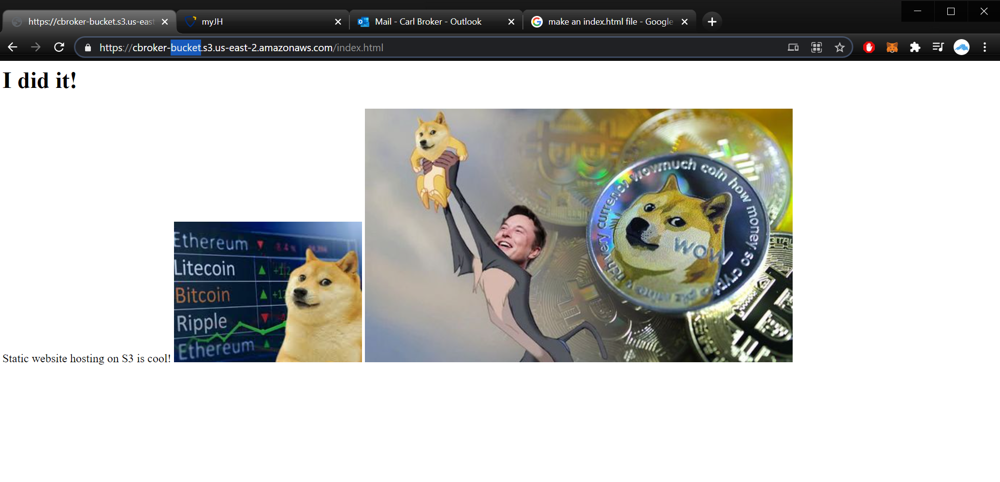 https://cbroker-bucket.s3.us-east
myJH
Mail - Carl Broker - Outlook
make an index.html file - Google
https://cbroker-bucket.s3.us-east-2.amazonaws.com/index.html
I did it!
Ethereum ▼ 8.4 %
Litecoin ▲
Bitcoin ▲
Ripple ▼
Ethereum ▲
very currency wow much coin how money so crypto
WOW
Static website hosting on S3 is cool!